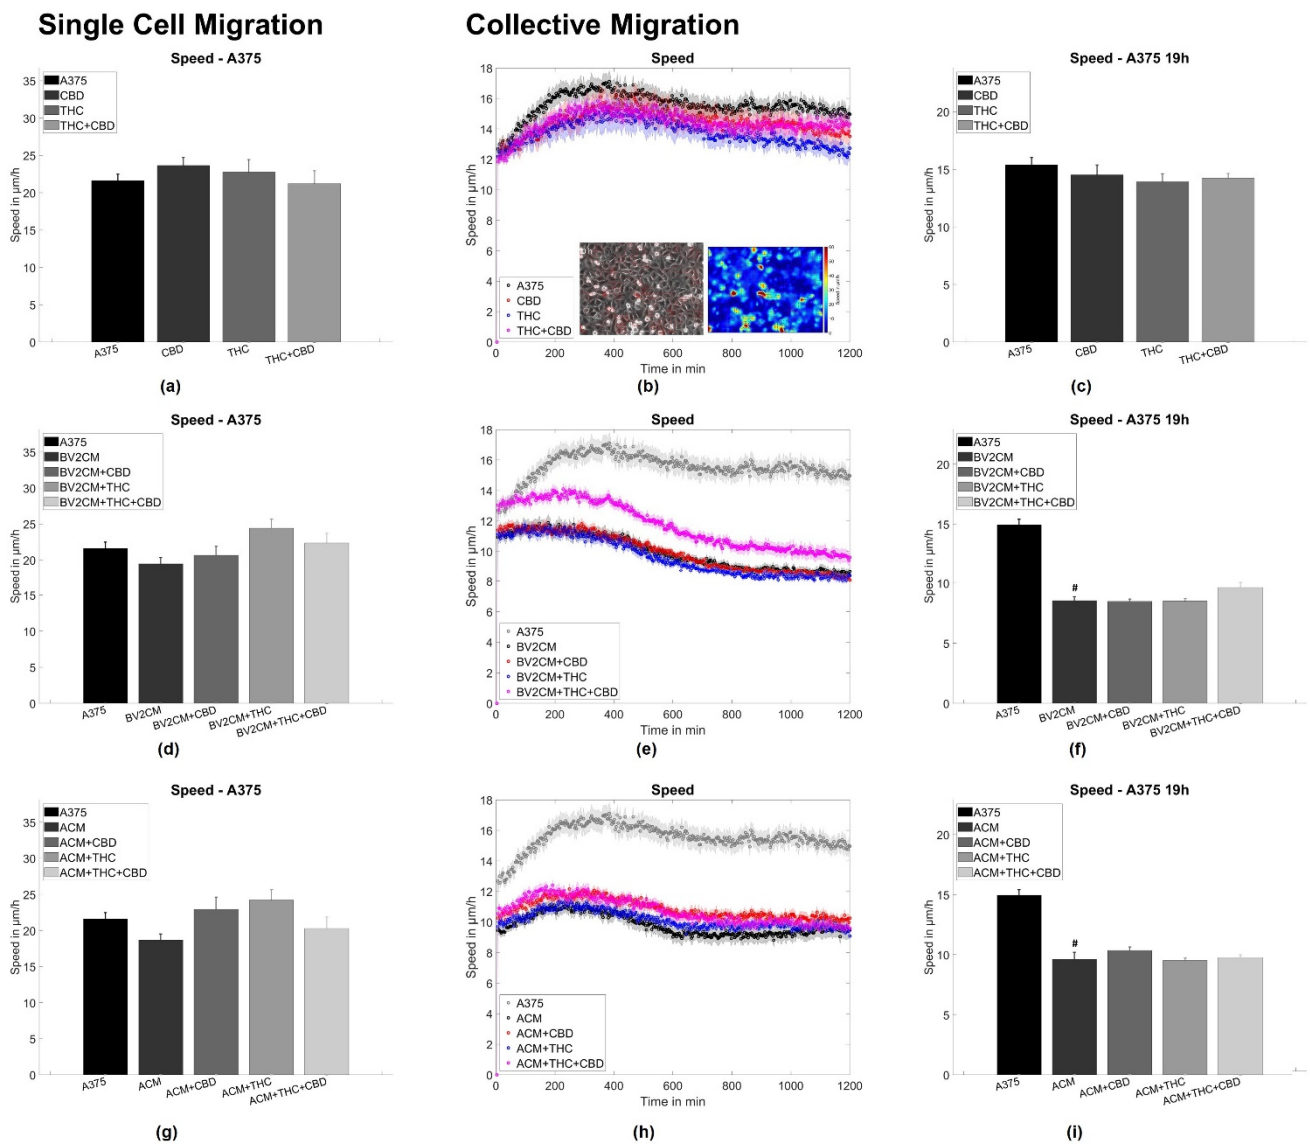 Single Cell Migration
Collective Migration
Speed - A375
35
30
25
20
15
10
5
0
Speed in µm/h
A375
CBD
THC
THC+CBD
A375
CBD
THC
THC+CBD
(a)
Speed
18
16
14
12
10
8
6
4
2
0
Speed in µm/h
A375
CBD
THC
THC+CBD
0
200
400
600
800
1000
1200
Time in min
(b)
Speed - A375 19h
20
15
10
5
0
Speed in µm/h
A375
CBD
THC
THC+CBD
A375
CBD
THC
THC+CBD
(c)
Speed - A375
35
30
25
20
15
10
5
0
Speed in µm/h
A375
BV2CM
BV2CM+CBD
BV2CM+THC
BV2CM+THC+CBD
A375
BV2CM
BV2CM+CBD
BV2CM+THC
BV2CM+THC+CBD
(d)
Speed
18
16
14
12
10
8
6
4
2
0
Speed in µm/h
A375
BV2CM
BV2CM+CBD
BV2CM+THC
BV2CM+THC+CBD
0
200
400
600
800
1000
1200
Time in min
(e)
Speed - A375 19h
20
15
10
5
0
Speed in µm/h
A375
BV2CM
BV2CM+CBD
BV2CM+THC
BV2CM+THC+CBD
#
A375
BV2CM
BV2CM+CBD
BV2CM+THC
BV2CM+THC+CBD
(f)
Speed - A375
35
30
25
20
15
10
5
0
Speed in µm/h
A375
ACM
ACM+CBD
ACM+THC
ACM+THC+CBD
A375
ACM
ACM+CBD
ACM+THC
ACM+THC+CBD
(g)
Speed
18
16
14
12
10
8
6
4
2
0
Speed in µm/h
A375
ACM
ACM+CBD
ACM+THC
ACM+THC+CBD
0
200
400
600
800
1000
1200
Time in min
(h)
Speed - A375 19h
20
15
10
5
0
Speed in µm/h
A375
ACM
ACM+CBD
ACM+THC
ACM+THC+CBD
#
A375
ACM
ACM+CBD
ACM+THC
ACM+THC+CBD
(i)